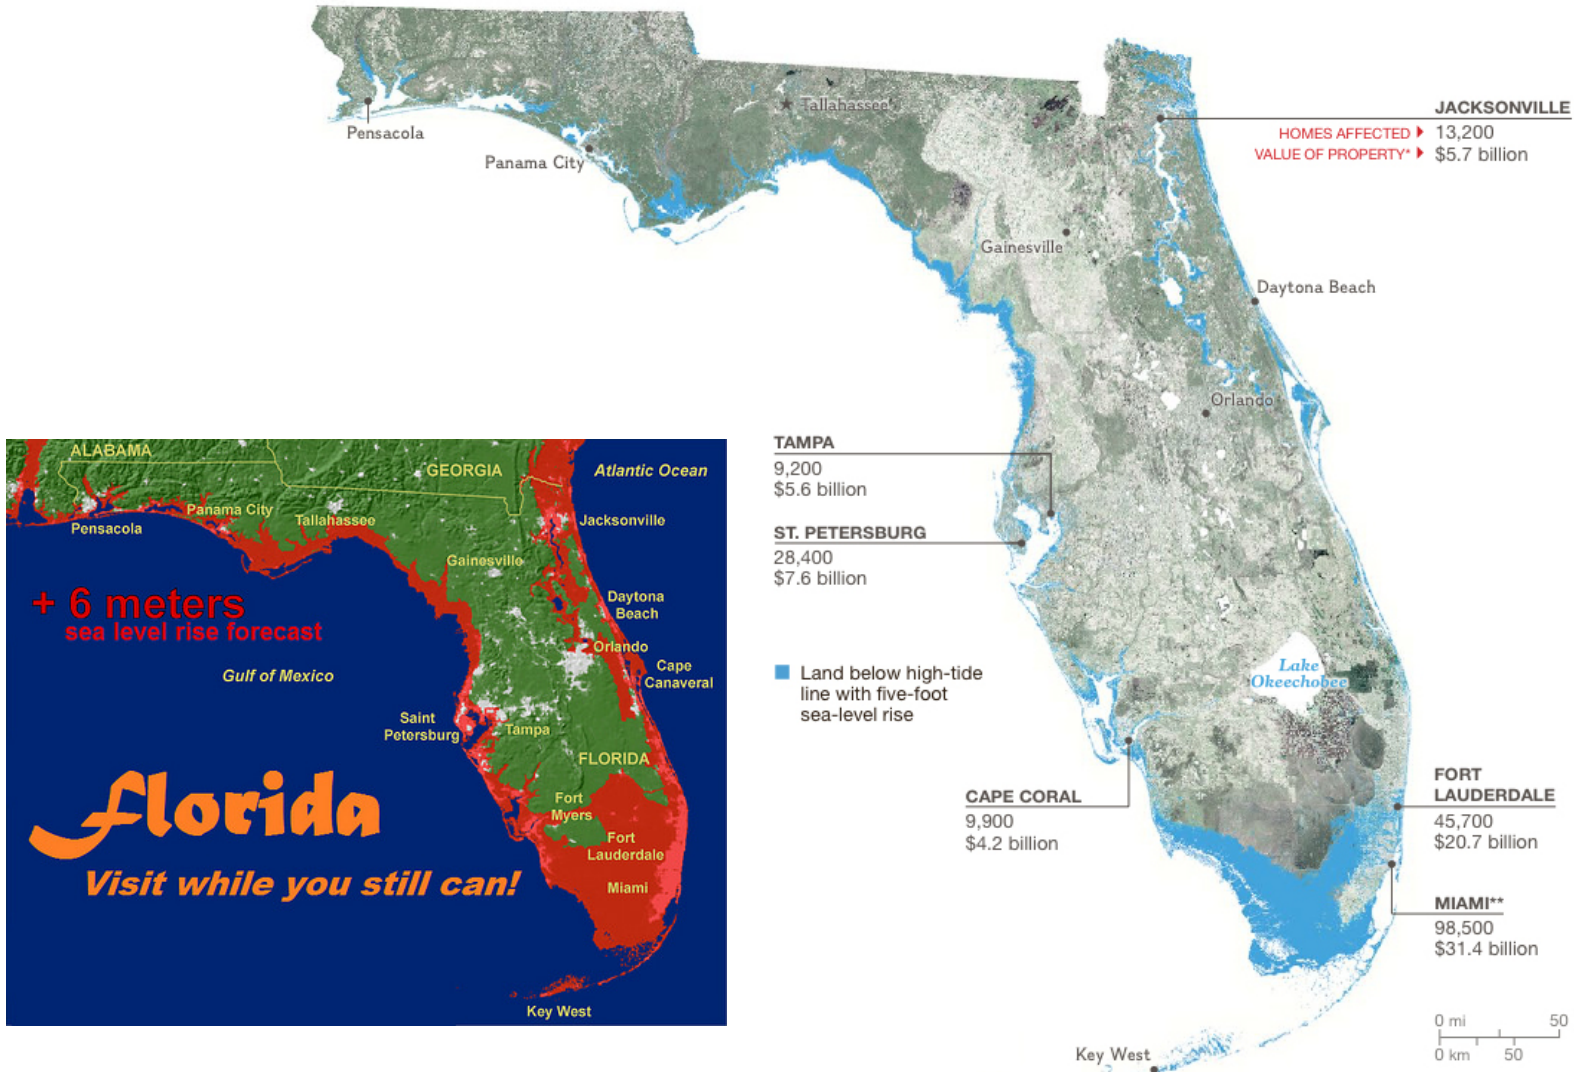 Tallahassee
Pensacola
Panama City
JACKSONVILLE
HOMES AFFECTED 13,200
VALUE OF PROPERTY* $5.7 billion
Gainesville
Daytona Beach
Orlando
TAMPA
9,200
$5.6 billion
ST. PETERSBURG
28,400
$7.6 billion
Lake
Okeechobee
Land below high-tide
line with five-foot
sea-level rise
CAPE CORAL
9,900
$4.2 billion
FORT
LAUDERDALE
45,700
$20.7 billion
MIAMI**
98,500
$31.4 billion
0 mi 50
0 km 50
Key West
ALABAMA
GEORGIA
Atlantic Ocean
Panama City
Tallahassee
Jacksonville
Pensacola
Gainesville
+ 6 meters
sea level rise forecast
Daytona
Beach
Orlando
Cape
Canaveral
Gulf of Mexico
Saint
Petersburg
Tampa
FLORIDA
Fort
Myers
Fort
Lauderdale
Miami
Florida
Visit while you still can!
Key West